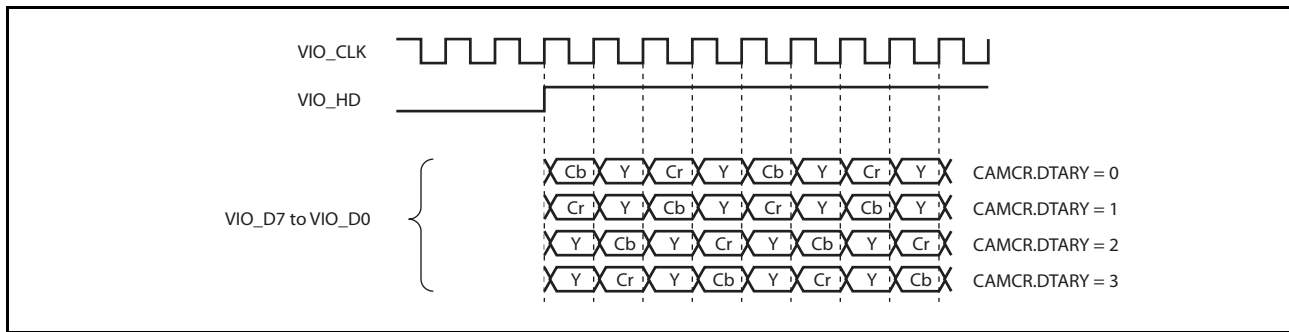 VIO_CLK
VIO_HD
Cb Y Cr Y Cb Y Cr Y CAMCR.DTARY = 0
Cr Y Cb Y Cr Y Cb Y CAMCR.DTARY = 1
VIO_D7 to VIO_D0
Y Cb Y Cr Y Cb Y Cr CAMCR.DTARY = 2
Y Cr Y Cb Y Cr Y Cb CAMCR.DTARY = 3